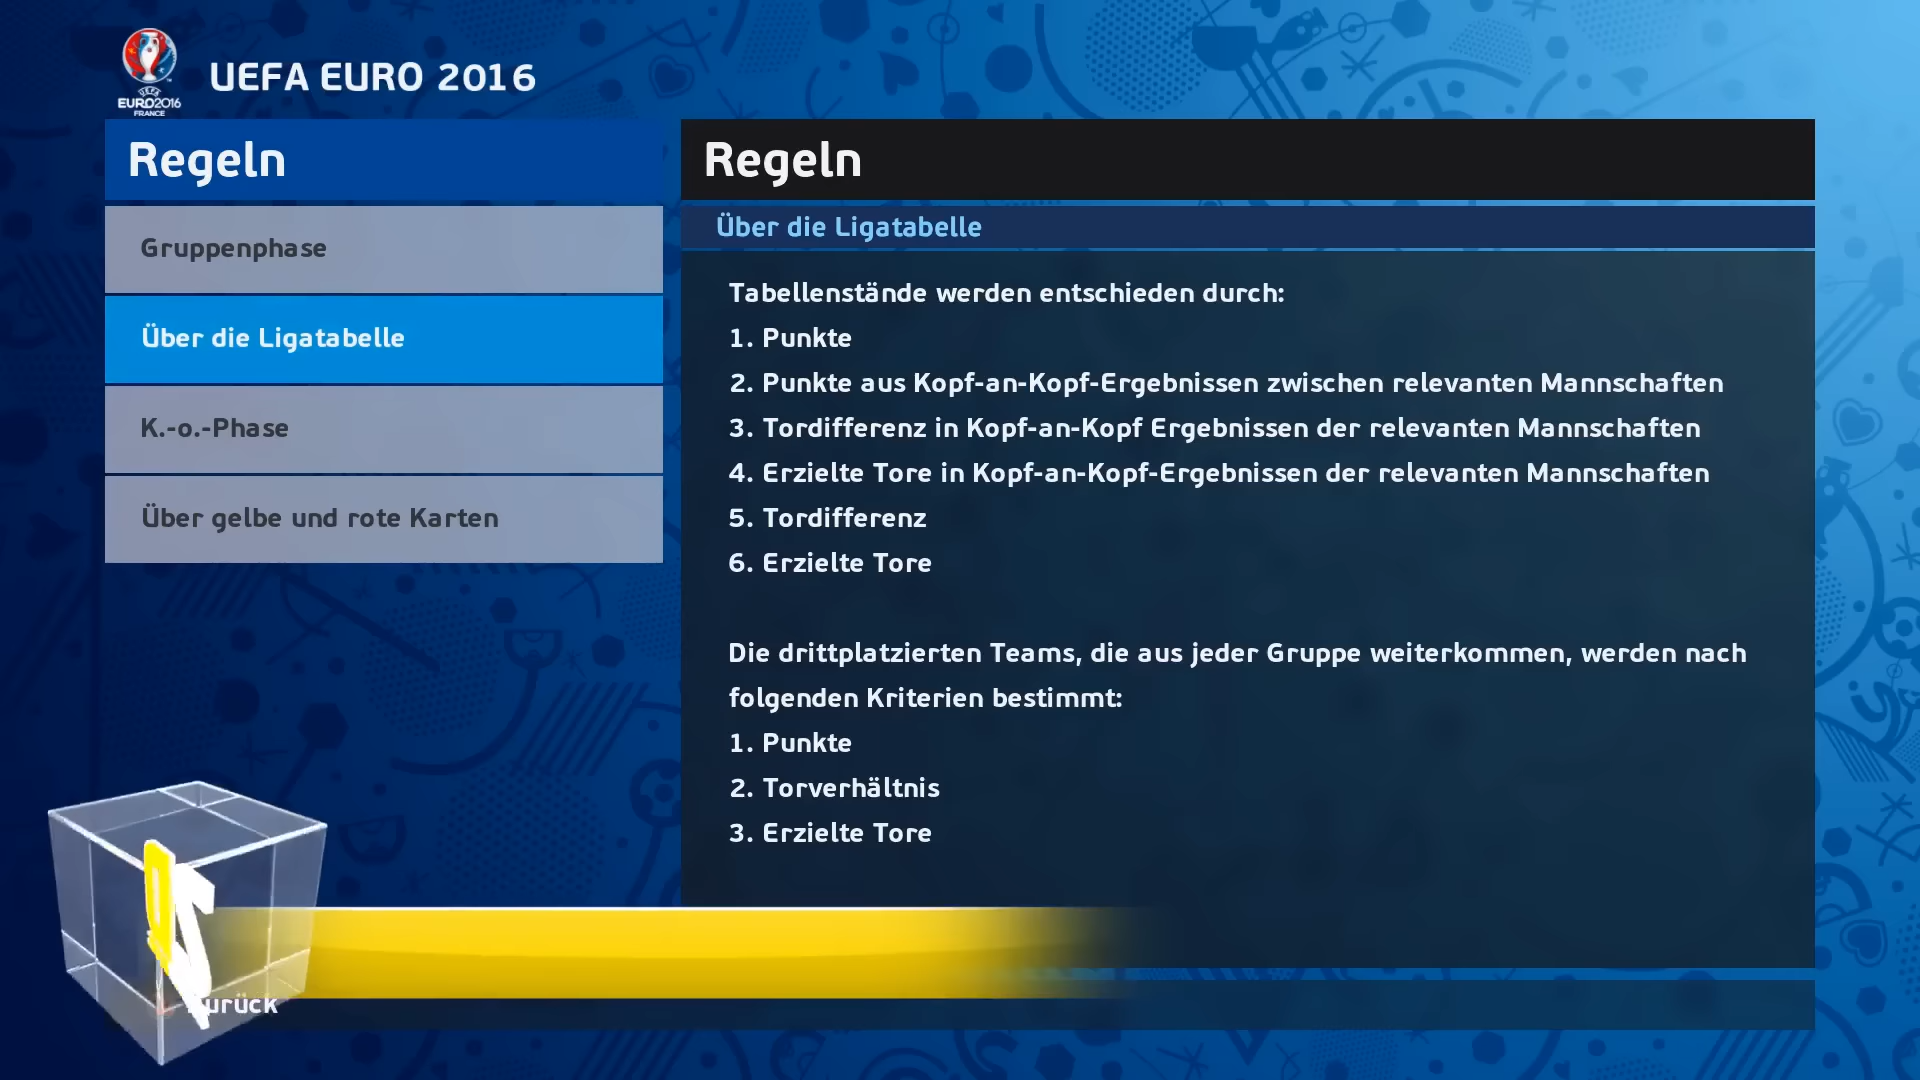 UEFA
EURO2016
FRANCE
UEFA EURO 2016
Regeln
Gruppenphase
Über die Ligatabelle
K.-o.-Phase
Über gelbe und rote Karten
Regeln
Über die Ligatabelle
Tabellenstände werden entschieden durch:
1. Punkte
2. Punkte aus Kopf-an-Kopf-Ergebnissen zwischen relevanten Mannschaften
3. Tordifferenz in Kopf-an-Kopf Ergebnissen der relevanten Mannschaften
4. Erzielte Tore in Kopf-an-Kopf-Ergebnissen der relevanten Mannschaften
5. Tordifferenz
6. Erzielte Tore
Die drittplatzierten Teams, die aus jeder Gruppe weiterkommen, werden nach
folgenden Kriterien bestimmt:
1. Punkte
2. Torverhältnis
3. Erzielte Tore